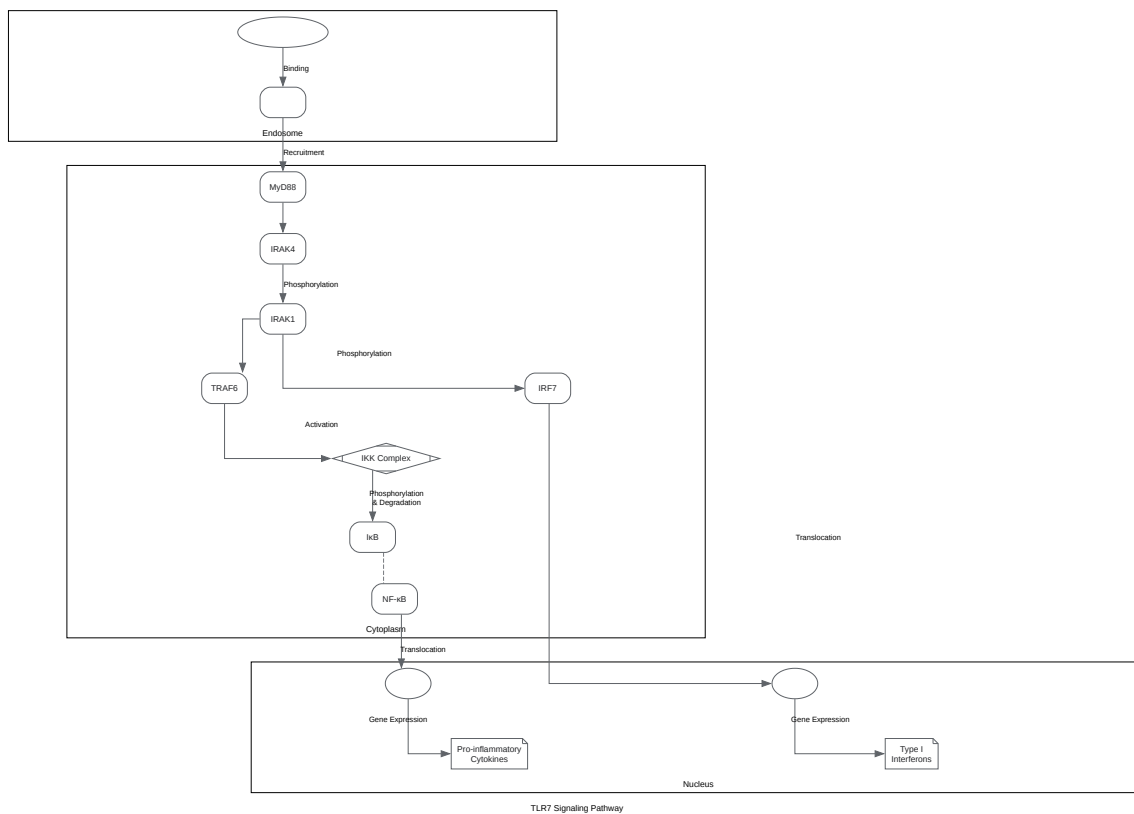 Binding
Endosome
Recruitment
MyD88
IRAK4
Phosphorylation
IRAK1
Phosphorylation
TRAF6
IRF7
Activation
IKK Complex
Phosphorylation
& Degradation
IκB
Translocation
NF-κB
Cytoplasm
Translocation
Gene Expression
Gene Expression
Pro-inflammatory
Cytokines
Type I
Interferons
Nucleus
TLR7 Signaling Pathway